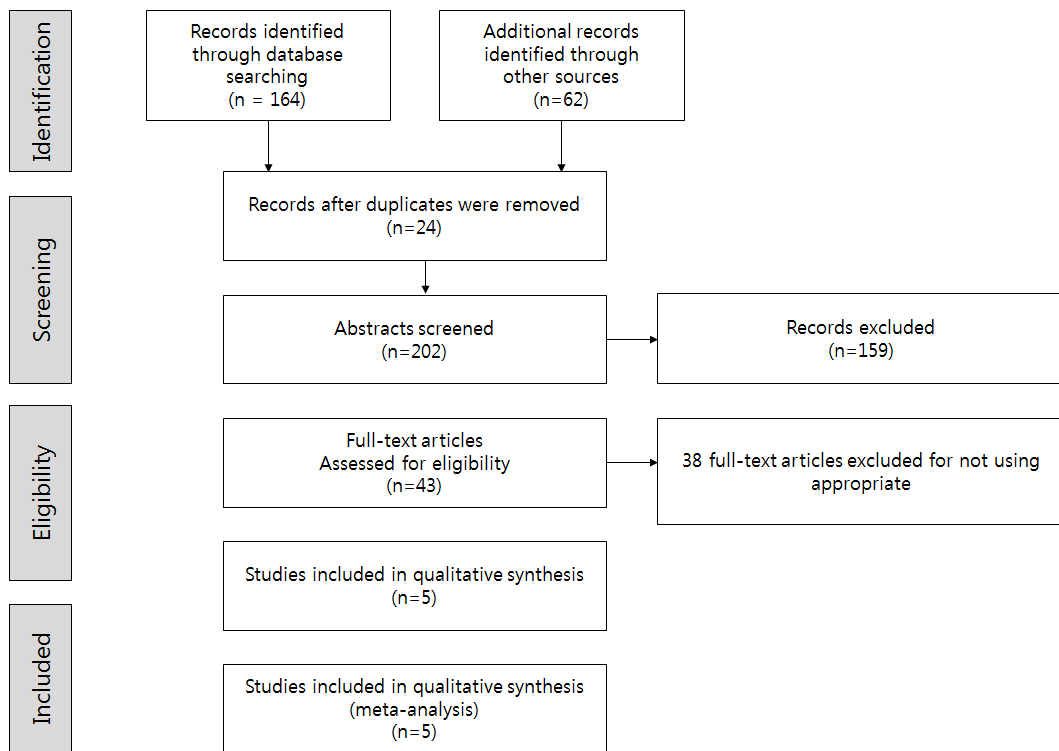 Identification
Records identified
through database
searching
(n = 164)
Additional records
identified through
other sources
(n=62)
Screening
Records after duplicates were removed
(n=24)
Abstracts screened
(n=202)
Records excluded
(n=159)
Eligibility
Full-text articles
Assessed for eligibility
(n=43)
38 full-text articles excluded for not using
appropriate
Studies included in qualitative synthesis
(n=5)
Included
Studies included in qualitative synthesis
(meta-analysis)
(n=5)